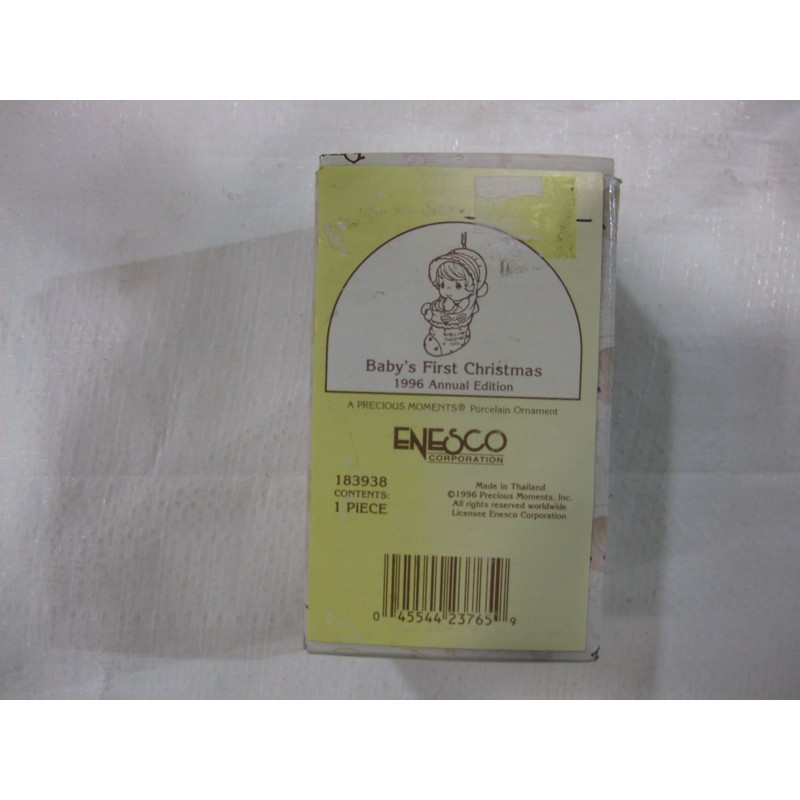 Baby's First Christmas
1996 Annual Edition
A PRECIOUS MOMENTS® Porcelain Ornament
ENESCO
CORPORATION
183938
CONTENTS:
1 PIECE
Made in Thailand
©1996 Precious Moments, Inc.
All rights reserved worldwide.
Licensee Enesco Corporation
0 45544 23765 9